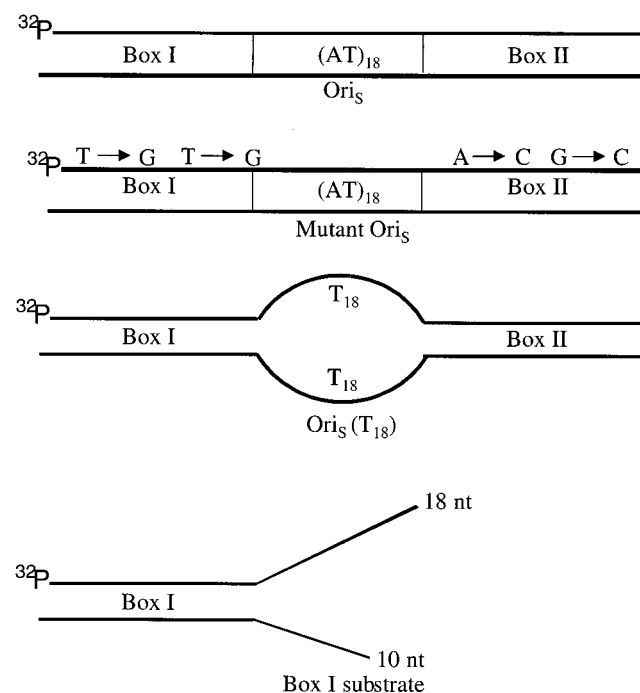 32P
Box I (AT)18 Box II
OriS
T → G T → G A → C G → C
32P
Box I (AT)18 Box II
Mutant OriS
T18
32P
Box I Box II
T18
OriS (T18)
18 nt
32P
Box I
10 nt
Box I substrate